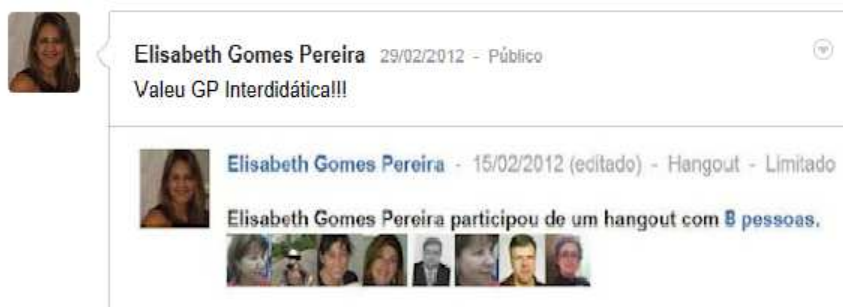 Elisabeth Gomes Pereira 29/02/2012 - Público
Valeu GP Interdidática!!!
Elisabeth Gomes Pereira - 15/02/2012 (editado) - Hangout - Limitado
Elisabeth Gomes Pereira participou de um hangout com 8 pessoas.